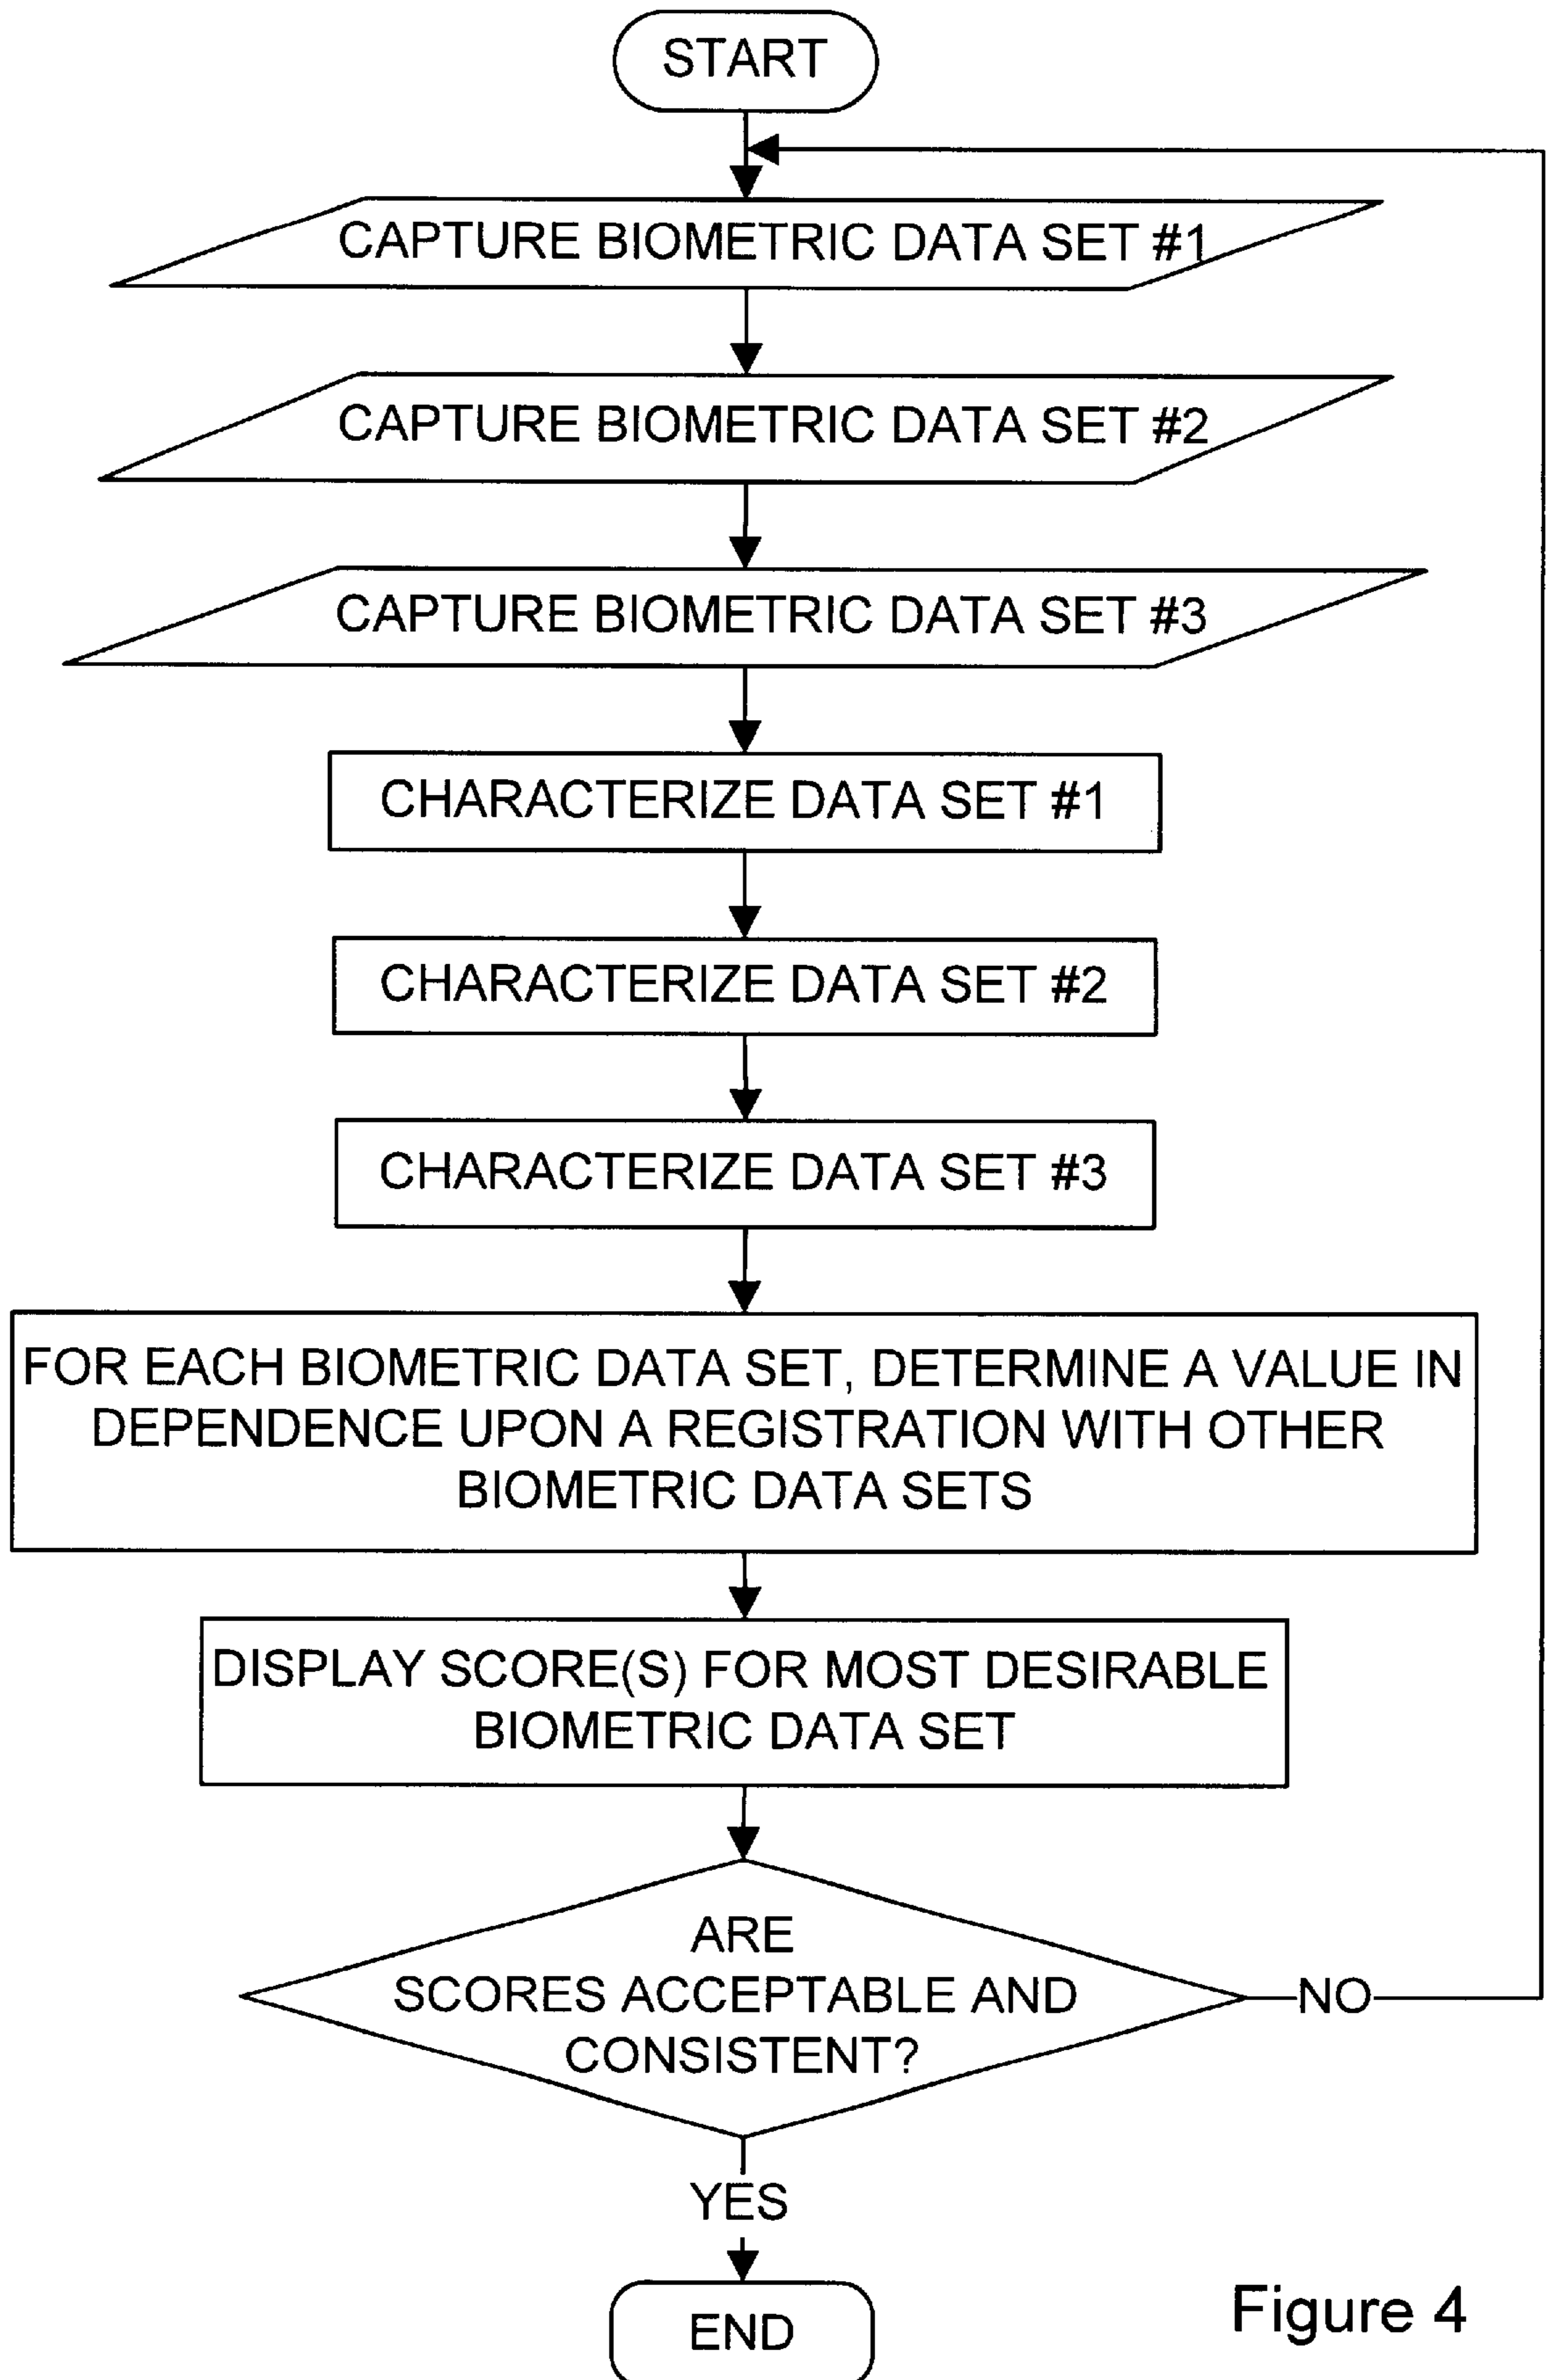 START
CAPTURE BIOMETRIC DATA SET #1
CAPTURE BIOMETRIC DATA SET #2
CAPTURE BIOMETRIC DATA SET #3
CHARACTERIZE DATA SET #1
CHARACTERIZE DATA SET #2
CHARACTERIZE DATA SET #3
FOR EACH BIOMETRIC DATA SET, DETERMINE A VALUE IN
DEPENDENCE UPON A REGISTRATION WITH OTHER
BIOMETRIC DATA SETS
DISPLAY SCORE(S) FOR MOST DESIRABLE
BIOMETRIC DATA SET
ARE
SCORES ACCEPTABLE AND
CONSISTENT?
NO
YES
END
Figure 4